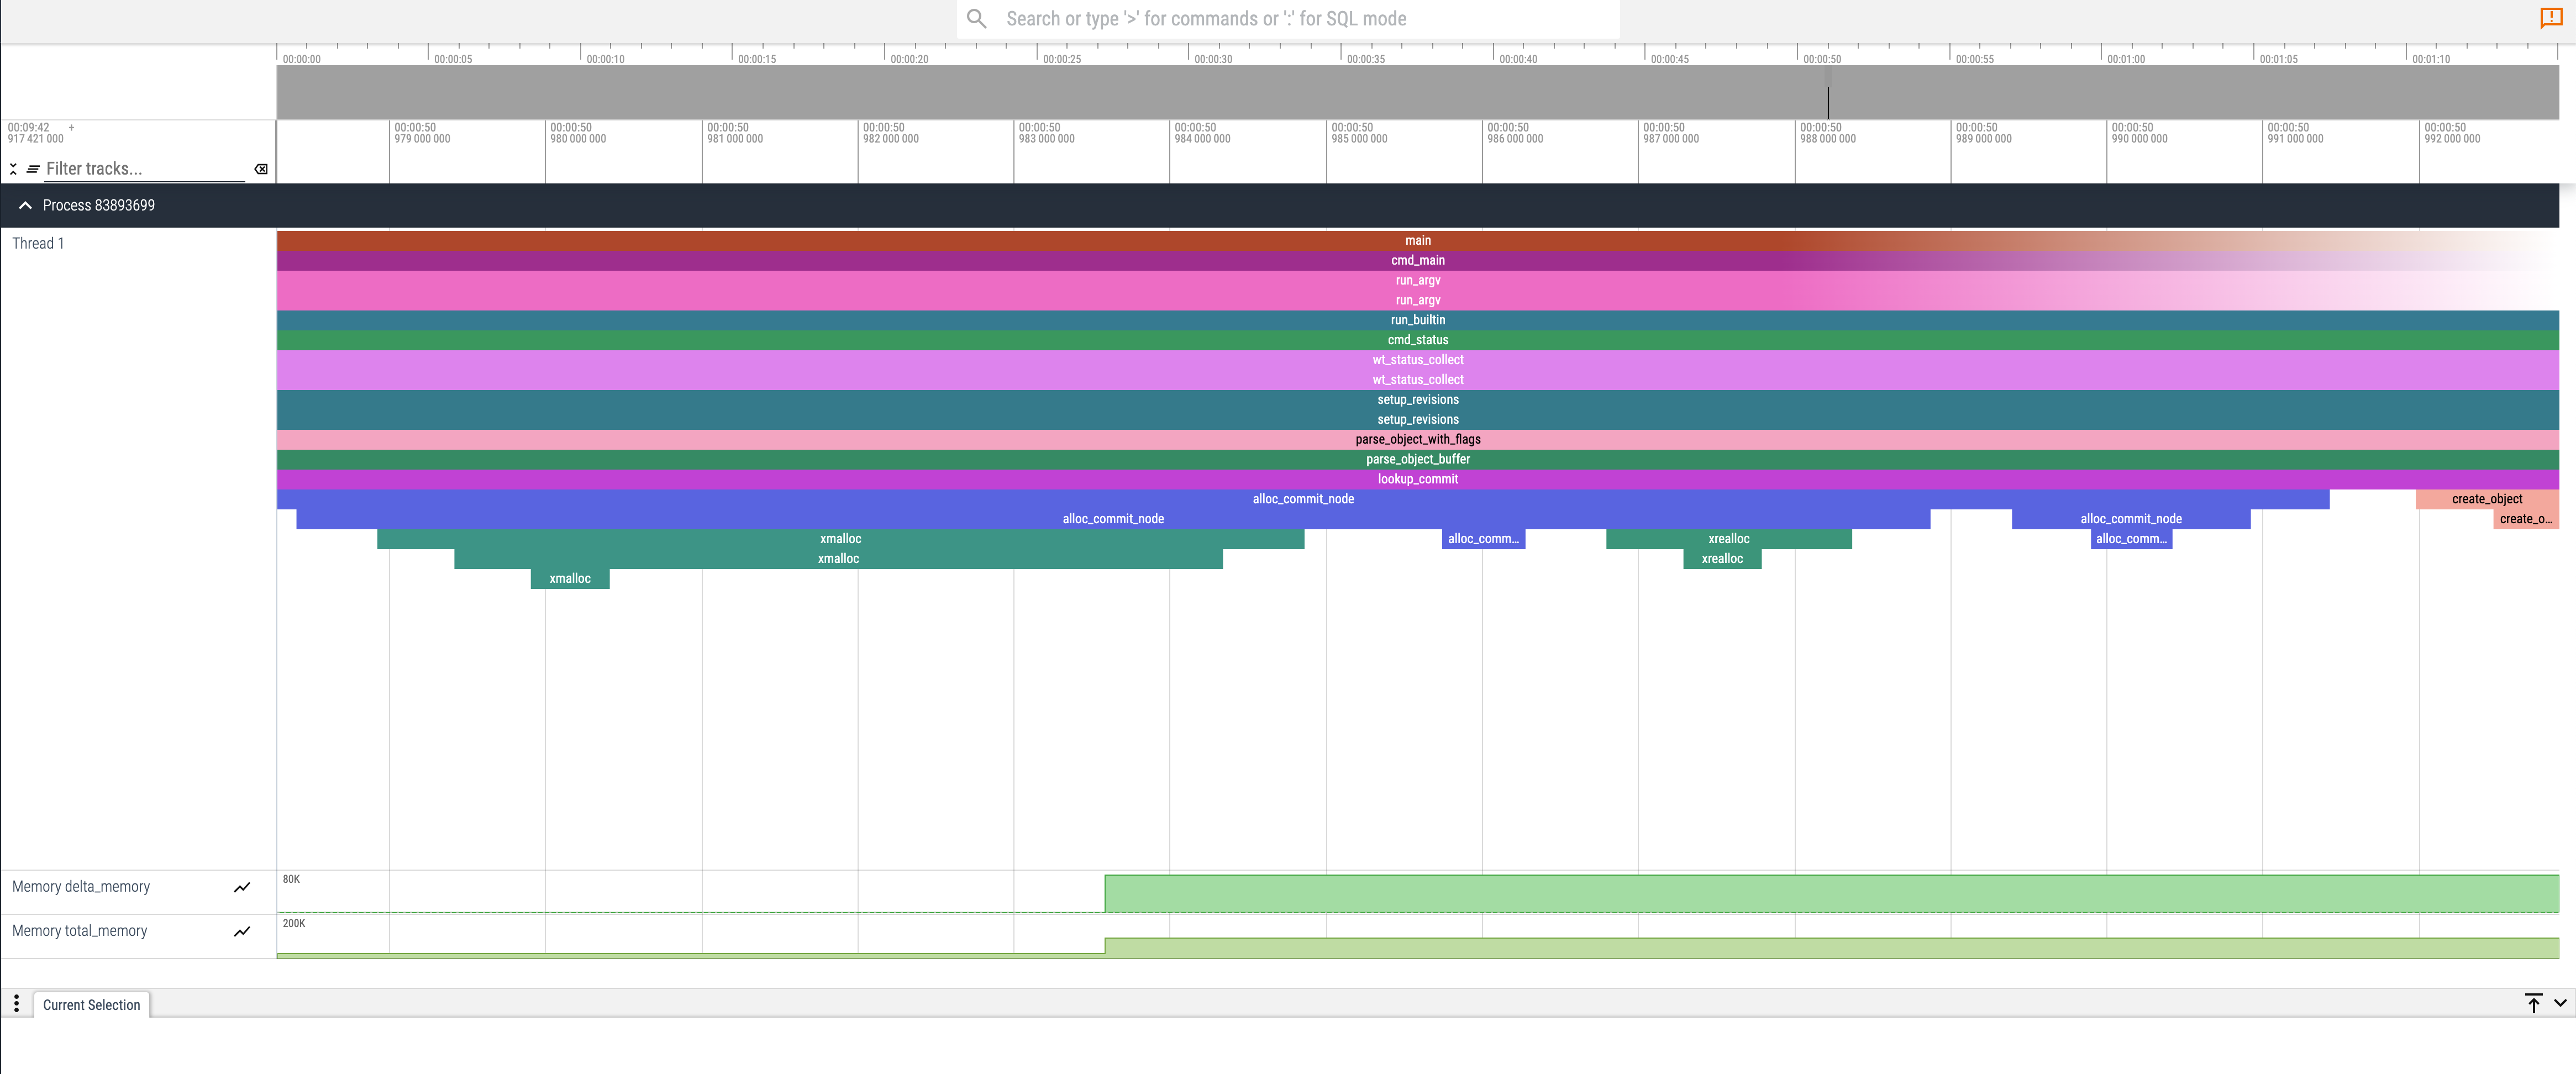 Search or type '>' for commands or ':' for SQL mode
00:00:00 00:00:05 00:00:10 00:00:15 00:00:20 00:00:25 00:00:30 00:00:35 00:00:40 00:00:45 00:00:50 00:00:55 00:01:00 00:01:05 00:01:10
00:09:42 + 00:00:50 00:00:50 00:00:50 00:00:50 00:00:50 00:00:50 00:00:50 00:00:50 00:00:50 00:00:50 00:00:50 00:00:50 00:00:50 00:00:50
917 421 000 979 000 000 980 000 000 981 000 000 982 000 000 983 000 000 984 000 000 985 000 000 986 000 000 987 000 000 988 000 000 989 000 000 990 000 000 991 000 000 992 000 000
Filter tracks...
Process 83893699
Thread 1
main
cmd_main
run_argv
run_argv
run_builtin
cmd_status
wt_status_collect
wt_status_collect
setup_revisions
setup_revisions
parse_object_with_flags
parse_object_buffer
lookup_commit
alloc_commit_node create_object
alloc_commit_node alloc_commit_node create_o...
xmalloc alloc_comm... xrealloc alloc_comm...
xmalloc xrealloc
xmalloc
Memory delta_memory 80K
Memory total_memory 200K
Current Selection